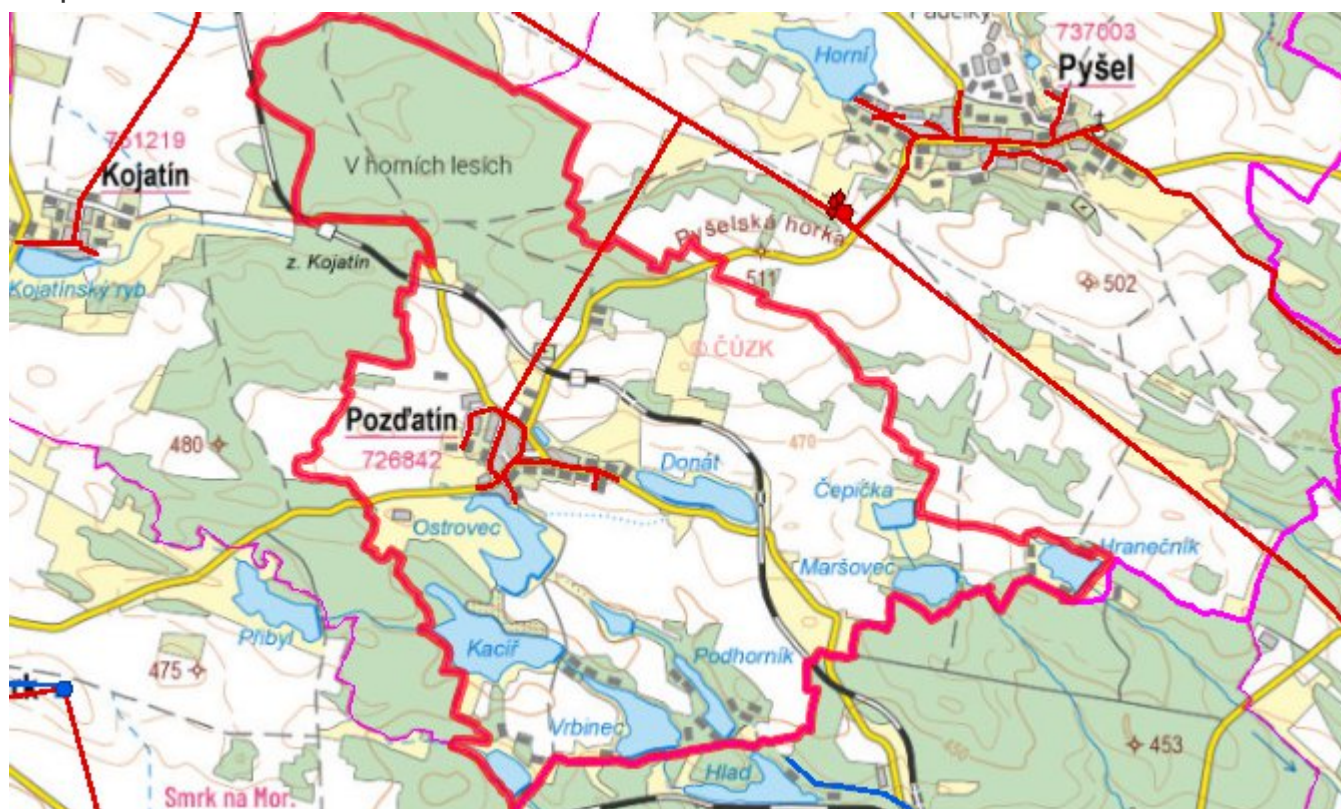 737003
Horní
Pyšel
Kojatín
V horních lesích
Pyšelská horka
z. Kojatín
Kojatínský ryb
511
502
© ČÚZK
Pozďatín
480
726842
470
Donát
Čepička
Ostrovec
Hranečník
Maršovec
Přibyl
Kacíř
Podhorník
475
Vrbinec
453
450
Hlad
Smrk na Mor.